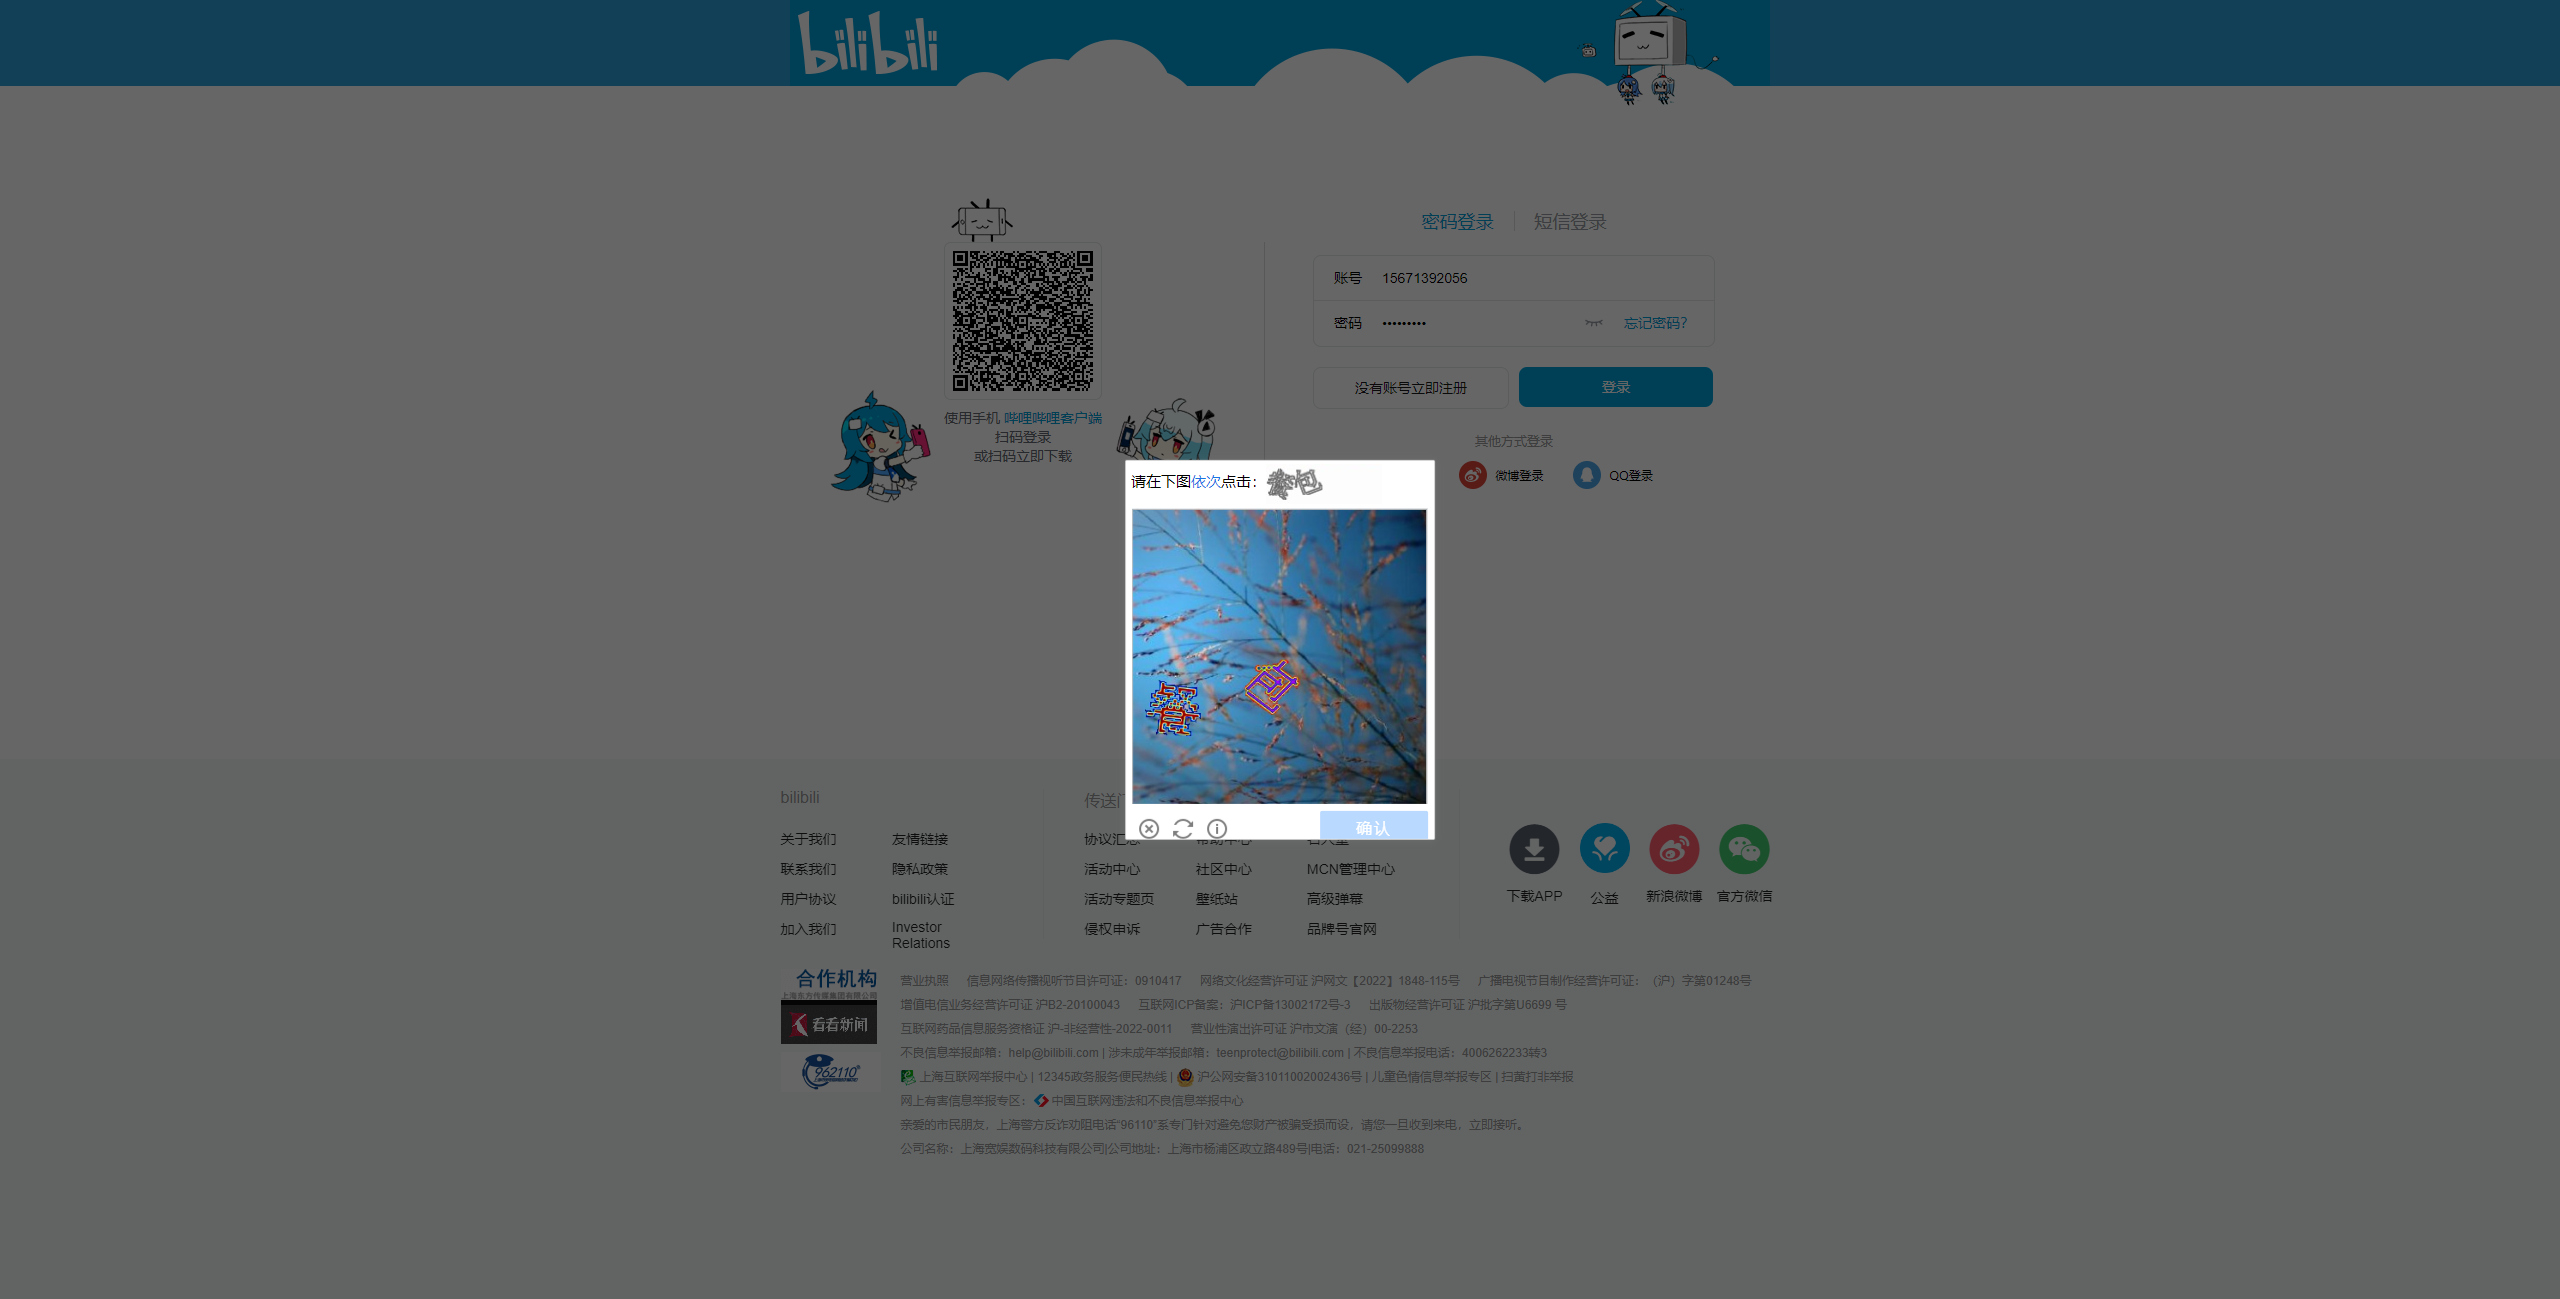 bilibili
密码登录 短信登录
账号 15671392056
密码 ••••••••• 忘记密码?
没有账号立即注册 登录
使用手机 哔哩哔哩客户端
扫码登录
或扫码立即下载
其他方式登录
微博登录 QQ登录
请在下图依次点击：
确认
bilibili
传送门
关于我们 友情链接 协议汇总 帮助中心
联系我们 隐私政策 活动中心 社区中心 MCN管理中心
用户协议 bilibili认证 活动专题页 壁纸站 高级弹幕
加入我们 Investor Relations 侵权申诉 广告合作 品牌号官网
下载APP 公益 新浪微博 官方微信
合作机构
上海东方传媒集团有限公司
看看新闻
962110
营业执照 信息网络传播视听节目许可证：0910417 网络文化经营许可证 沪网文【2022】1848-115号 广播电视节目制作经营许可证：（沪）字第01248号
增值电信业务经营许可证 沪B2-20100043 互联网ICP备案：沪ICP备13002172号-3 出版物经营许可证 沪批字第U6699 号
互联网药品信息服务资格证 沪-非经营性-2022-0011 营业性演出许可证 沪市文演（经）00-2253
不良信息举报邮箱：help@bilibili.com | 涉未成年举报邮箱：teenprotect@bilibili.com | 不良信息举报电话：4006262233转3
上海互联网举报中心 | 12345政务服务便民热线 | 沪公网安备31011002002436号 | 儿童色情信息举报专区 | 扫黄打非举报
网上有害信息举报专区： 中国互联网违法和不良信息举报中心
亲爱的市民朋友，上海警方反诈劝阻电话“96110”系专门针对避免您财产被骗受损而设，请您一旦收到来电，立即接听。
公司名称：上海宽娱数码科技有限公司|公司地址：上海市杨浦区政立路489号|电话：021-25099888